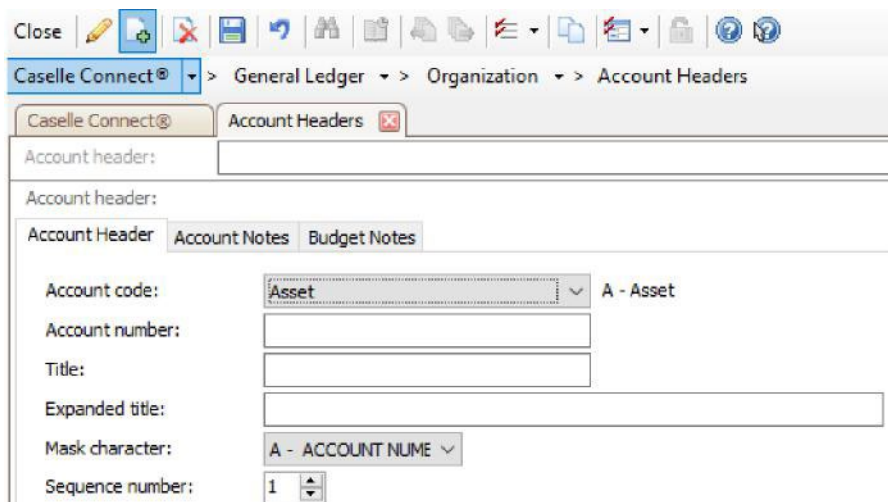 Close
Caselle Connect® > General Ledger > Organization > Account Headers
Caselle Connect® Account Headers
Account header:
Account header:
Account Header Account Notes Budget Notes
Account code: Asset A - Asset
Account number:
Title:
Expanded title:
Mask character: A - ACCOUNT NUME
Sequence number: 1